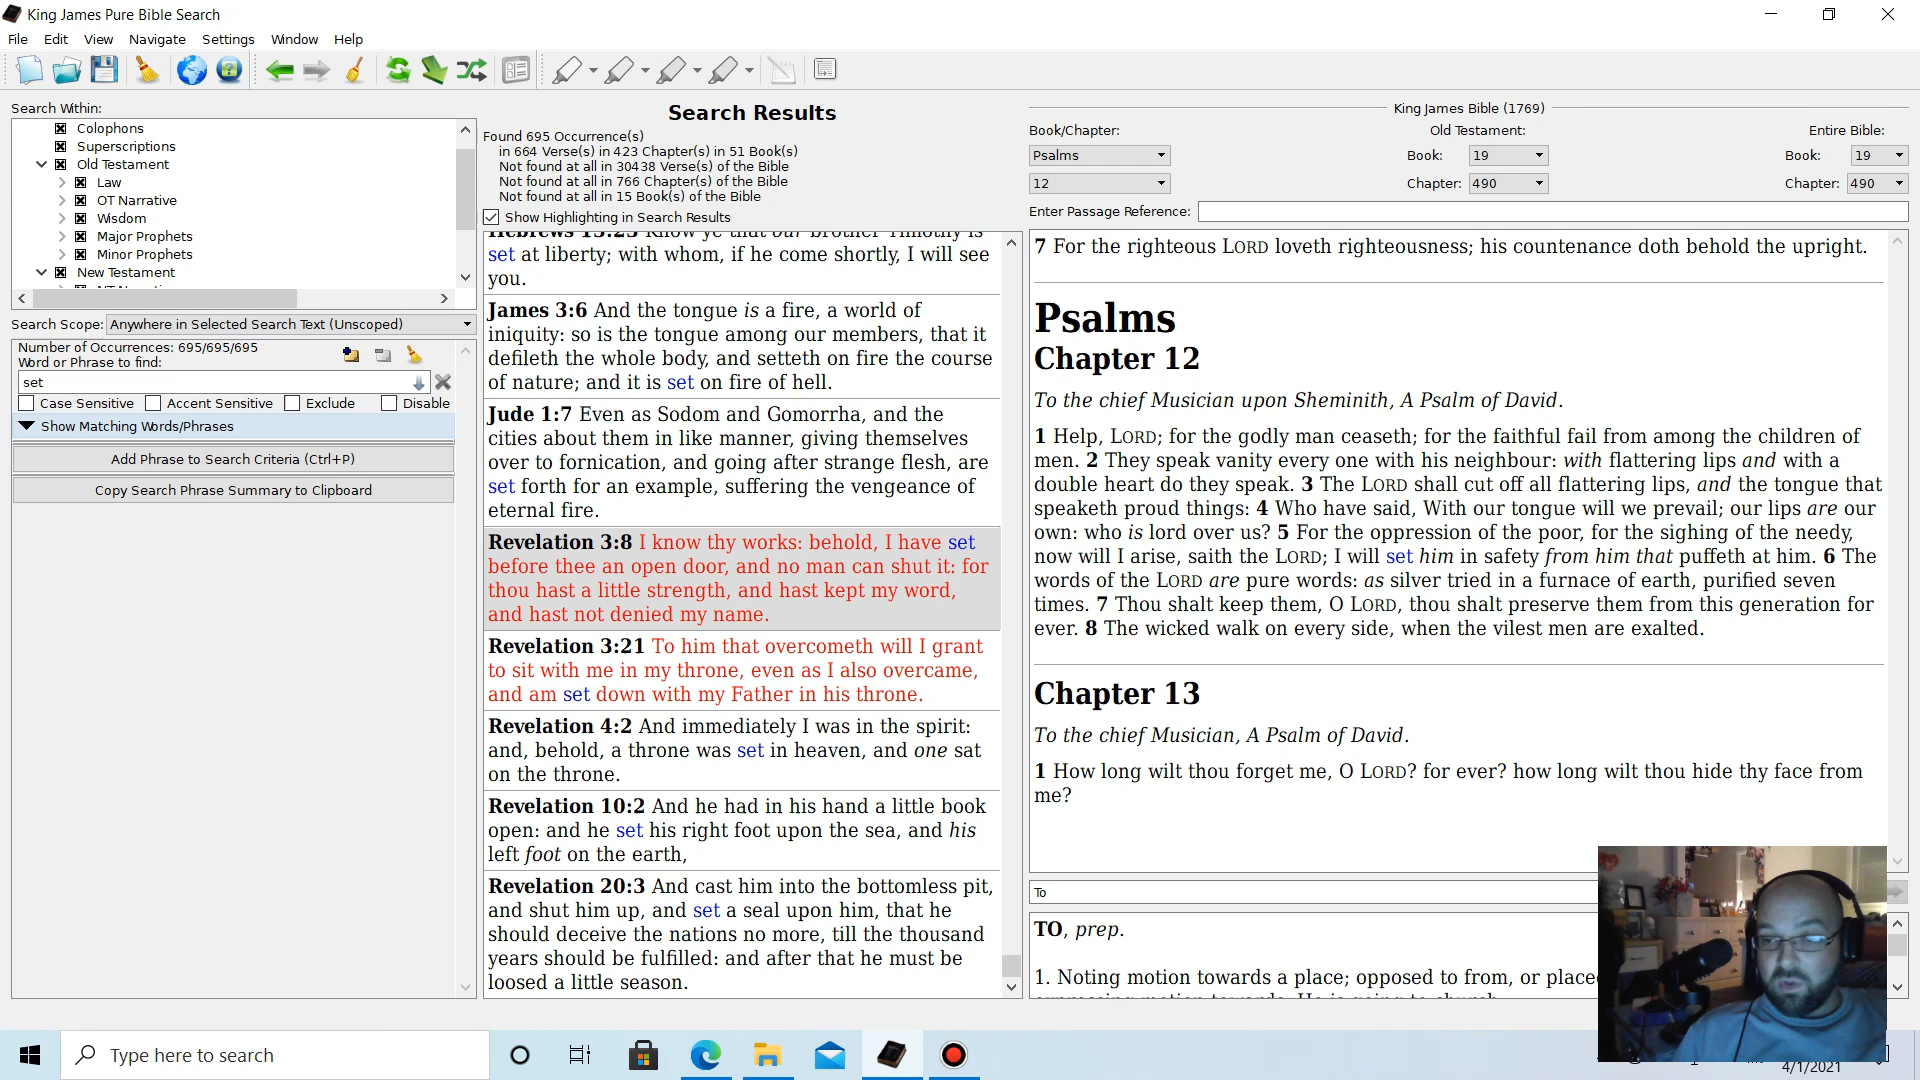 King James Pure Bible Search
File Edit View Navigate Settings Window Help
Search Within:
Colophons
Superscriptions
Old Testament
Law
OT Narrative
Wisdom
Major Prophets
Minor Prophets
New Testament
Search Scope: Anywhere in Selected Search Text (Unscoped)
Number of Occurrences: 695/695/695
Word or Phrase to find:
set
Case Sensitive Accent Sensitive Exclude Disable
Show Matching Words/Phrases
Add Phrase to Search Criteria (Ctrl+P)
Copy Search Phrase Summary to Clipboard
Search Results
Found 695 Occurrence(s)
in 664 Verse(s) in 423 Chapter(s) in 51 Book(s)
Not found at all in 30438 Verse(s) of the Bible
Not found at all in 766 Chapter(s) of the Bible
Not found at all in 15 Book(s) of the Bible
Show Highlighting in Search Results
Hebrews 13:23 Know ye that our brother Timothy is
set at liberty; with whom, if he come shortly, I will see
you.
James 3:6 And the tongue is a fire, a world of
iniquity: so is the tongue among our members, that it
defileth the whole body, and setteth on fire the course
of nature; and it is set on fire of hell.
Jude 1:7 Even as Sodom and Gomorrha, and the
cities about them in like manner, giving themselves
over to fornication, and going after strange flesh, are
set forth for an example, suffering the vengeance of
eternal fire.
Revelation 3:8 I know thy works: behold, I have set
before thee an open door, and no man can shut it: for
thou hast a little strength, and hast kept my word,
and hast not denied my name.
Revelation 3:21 To him that overcometh will I grant
to sit with me in my throne, even as I also overcame,
and am set down with my Father in his throne.
Revelation 4:2 And immediately I was in the spirit:
and, behold, a throne was set in heaven, and one sat
on the throne.
Revelation 10:2 And he had in his hand a little book
open: and he set his right foot upon the sea, and his
left foot on the earth,
Revelation 20:3 And cast him into the bottomless pit,
and shut him up, and set a seal upon him, that he
should deceive the nations no more, till the thousand
years should be fulfilled: and after that he must be
loosed a little season.
King James Bible (1769)
Book/Chapter: Old Testament: Entire Bible:
Psalms Book: 19 Book: 19
12 Chapter: 490 Chapter: 490
Enter Passage Reference:
7 For the righteous LORD loveth righteousness; his countenance doth behold the upright.
Psalms
Chapter 12
To the chief Musician upon Sheminith, A Psalm of David.
1 Help, LORD; for the godly man ceaseth; for the faithful fail from among the children of
men. 2 They speak vanity every one with his neighbour: with flattering lips and with a
double heart do they speak. 3 The LORD shall cut off all flattering lips, and the tongue that
speaketh proud things: 4 Who have said, With our tongue will we prevail; our lips are our
own: who is lord over us? 5 For the oppression of the poor, for the sighing of the needy,
now will I arise, saith the LORD; I will set him in safety from him that puffeth at him. 6 The
words of the LORD are pure words: as silver tried in a furnace of earth, purified seven
times. 7 Thou shalt keep them, O LORD, thou shalt preserve them from this generation for
ever. 8 The wicked walk on every side, when the vilest men are exalted.
Chapter 13
To the chief Musician, A Psalm of David.
1 How long wilt thou forget me, O LORD? for ever? how long wilt thou hide thy face from
me?
To
TO, prep.
1. Noting motion towards a place; opposed to from, or place
Type here to search
4/1/2021